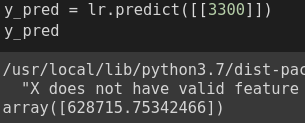 y_pred = lr.predict([[3300]])
y_pred
/usr/local/lib/python3.7/dist-pac
"X does not have valid feature
array([628715.75342466])